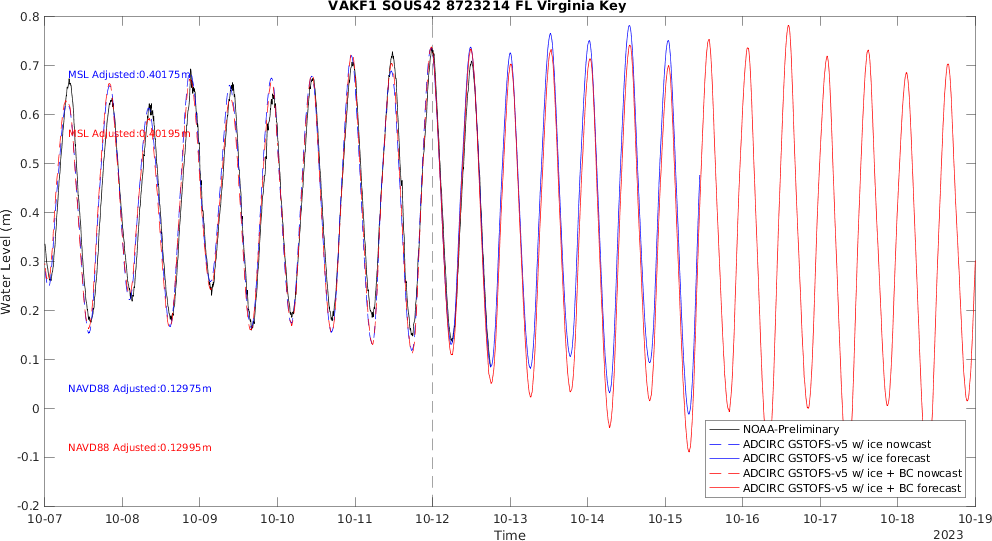 VAKF1 SOUS42 8723214 FL Virginia Key
0.8
0.7
0.6
0.5
0.4
0.3
0.2
0.1
0
-0.1
-0.2
Water Level (m)
MSL Adjusted:0.40175m
MSL Adjusted:0.40195m
NAVD88 Adjusted:0.12975m
NAVD88 Adjusted:0.12995m
NOAA-Preliminary
ADCIRC GSTOFS-v5 w/ ice nowcast
ADCIRC GSTOFS-v5 w/ ice forecast
ADCIRC GSTOFS-v5 w/ ice + BC nowcast
ADCIRC GSTOFS-v5 w/ ice + BC forecast
10-07 10-08 10-09 10-10 10-11 10-12 10-13 10-14 10-15 10-16 10-17 10-18 10-19
Time
2023